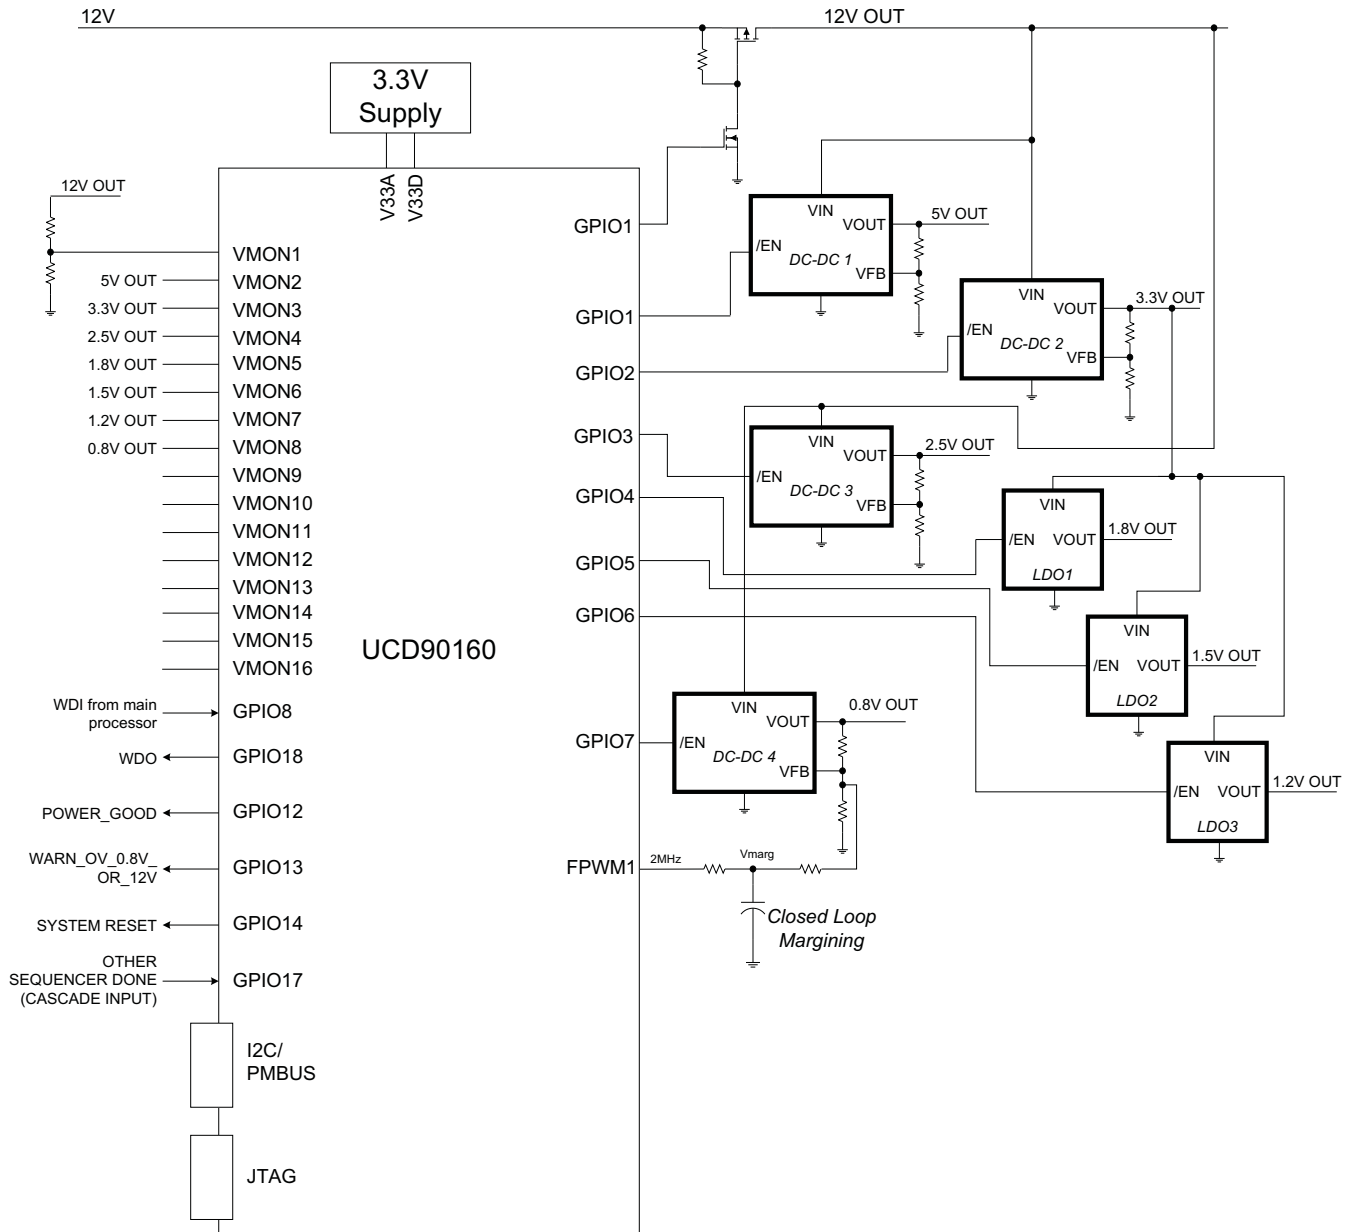 12V
12V OUT
3.3V
Supply
V33A
V33D
12V OUT
VMON1
5V OUT
VMON2
3.3V OUT
VMON3
2.5V OUT
VMON4
1.8V OUT
VMON5
1.5V OUT
VMON6
1.2V OUT
VMON7
0.8V OUT
VMON8
VMON9
VMON10
VMON11
VMON12
VMON13
VMON14
VMON15
VMON16
WDI from main
processor
GPIO8
WDO
GPIO18
POWER_GOOD
GPIO12
WARN_OV_0.8V_
OR_12V
GPIO13
SYSTEM RESET
GPIO14
OTHER
SEQUENCER DONE
(CASCADE INPUT)
GPIO17
I2C/
PMBUS
JTAG
UCD90160
GPIO1
GPIO1
GPIO2
GPIO3
GPIO4
GPIO5
GPIO6
GPIO7
FPWM1
VIN
VOUT
/EN
DC-DC 1
VFB
5V OUT
VIN
VOUT
/EN
DC-DC 2
VFB
3.3V OUT
VIN
VOUT
/EN
DC-DC 3
VFB
2.5V OUT
VIN
/EN
VOUT
LDO1
1.8V OUT
VIN
/EN
VOUT
LDO2
1.5V OUT
VIN
/EN
VOUT
LDO3
1.2V OUT
VIN
VOUT
/EN
DC-DC 4
VFB
0.8V OUT
2MHz
Vmarg
Closed Loop
Margining